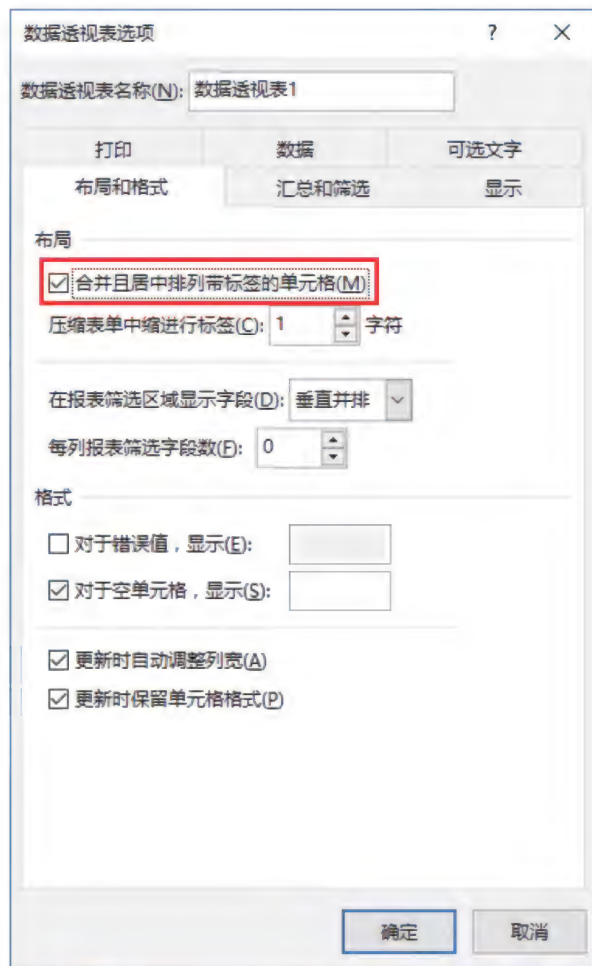 数据透视表选项
数据透视表名称(N): 数据透视表1
打印 数据 可选文字
布局和格式 汇总和筛选 显示
布局
合并且居中排列带标签的单元格(M)
压缩表单中缩进行标签(C): 1 字符
在报表筛选区域显示字段(D): 垂直并排
每列报表筛选字段数(F): 0
格式
对于错误值，显示(E):
对于空单元格，显示(S):
更新时自动调整列宽(A)
更新时保留单元格格式(P)
确定 取消